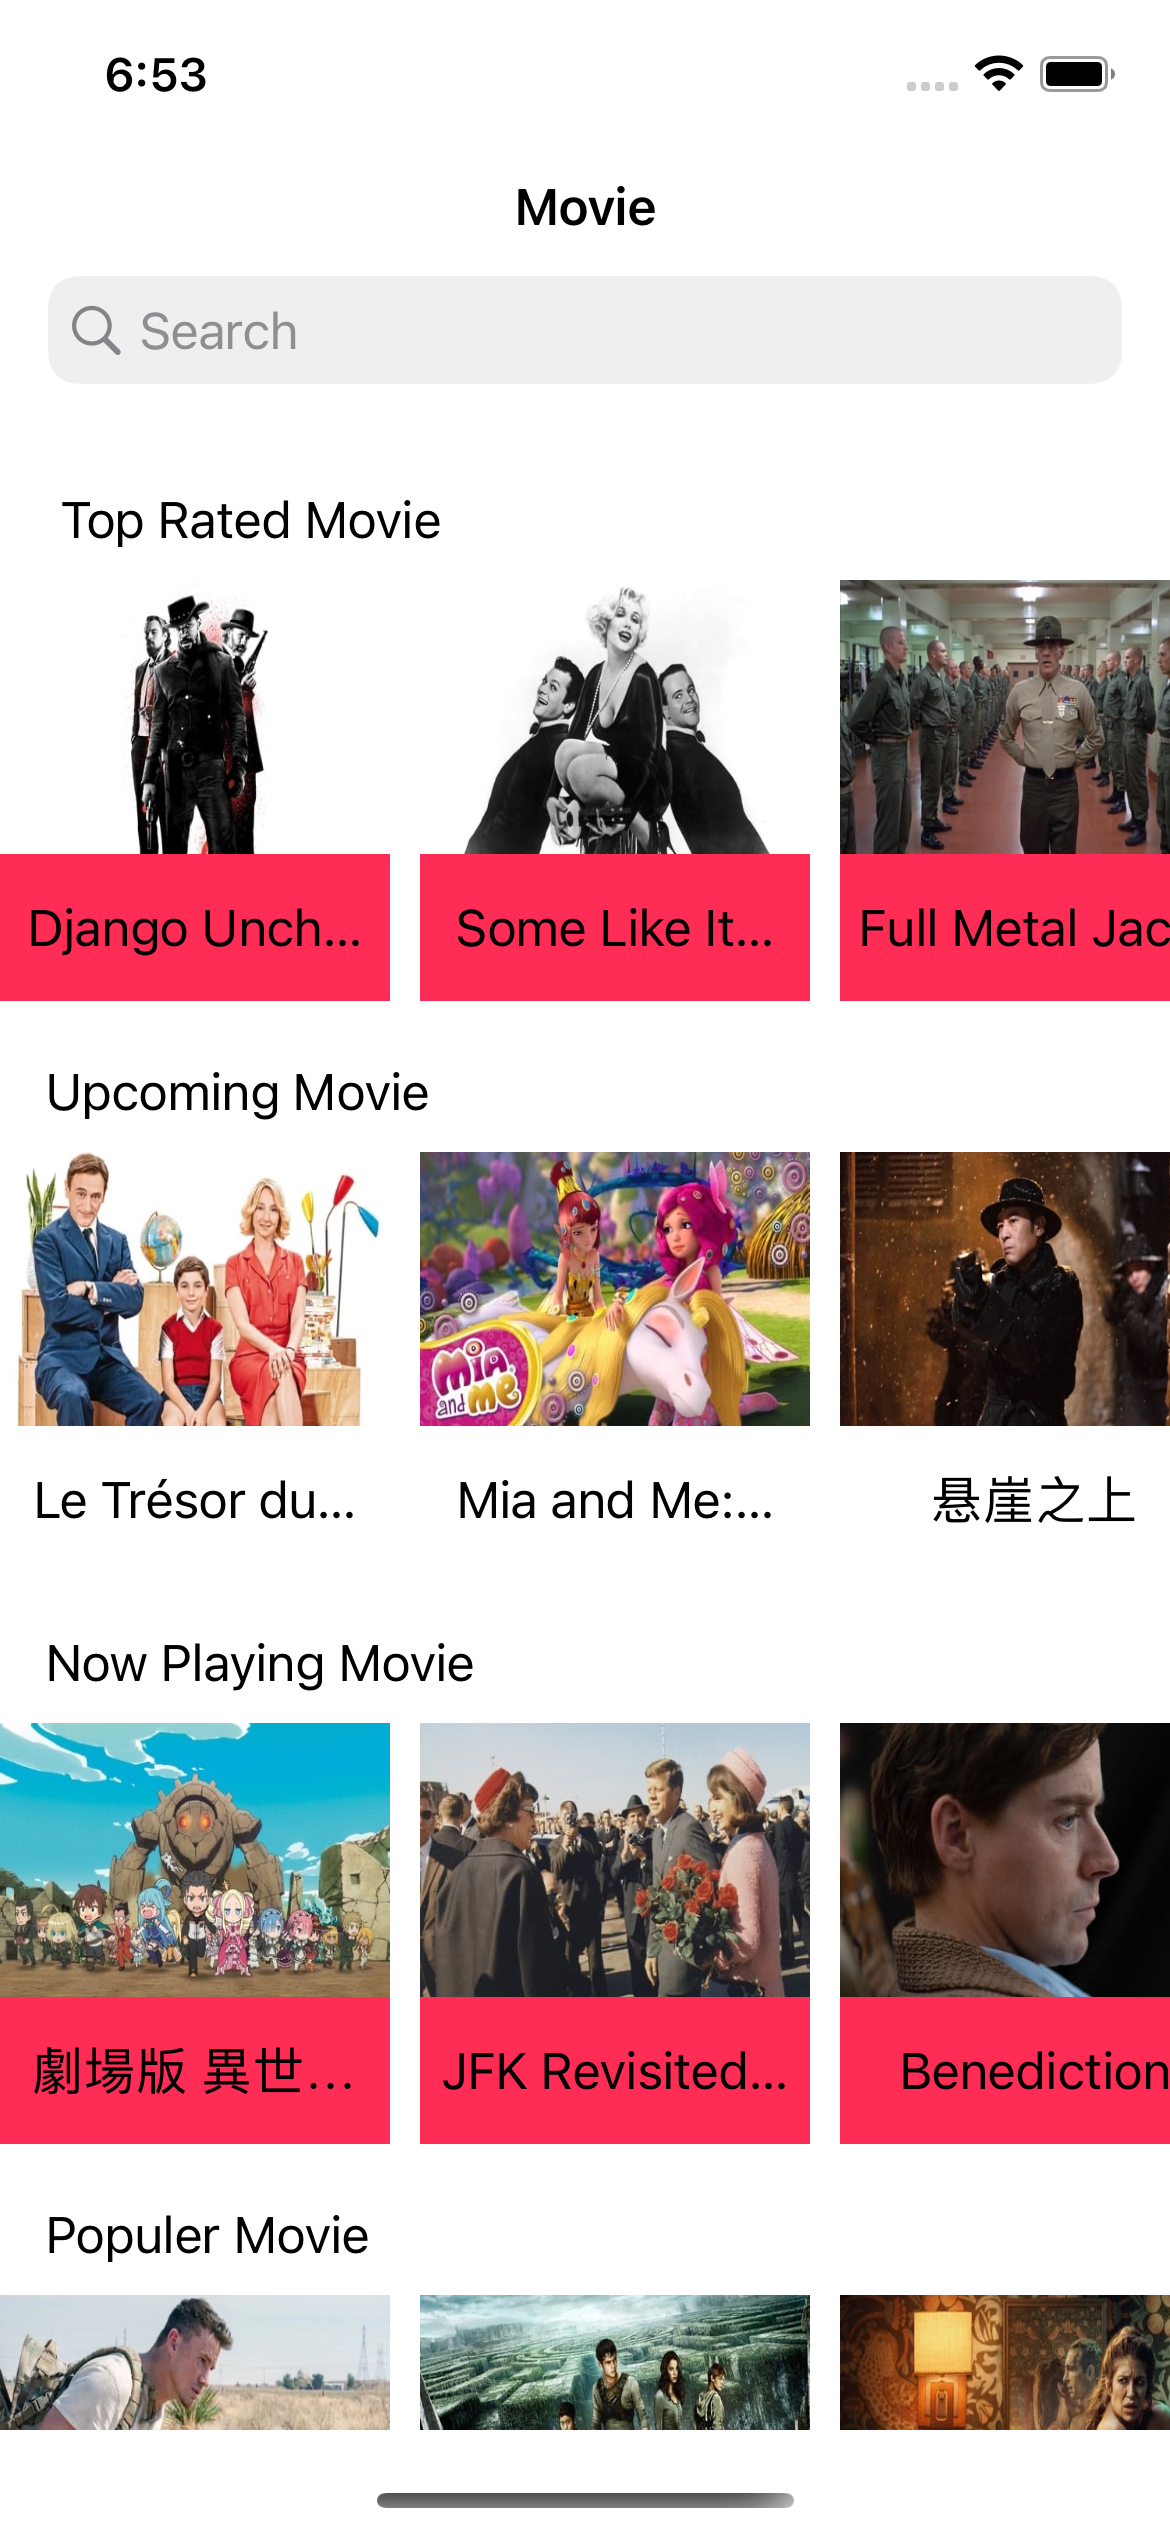 6:53
Movie
Search
Top Rated Movie
Django Unch...
Some Like It...
Full Metal Jac
Upcoming Movie
Mia
and me
Le Trésor du...
Mia and Me:...
悬崖之上
Now Playing Movie
劇場版 異世...
JFK Revisited...
Benediction
Populer Movie